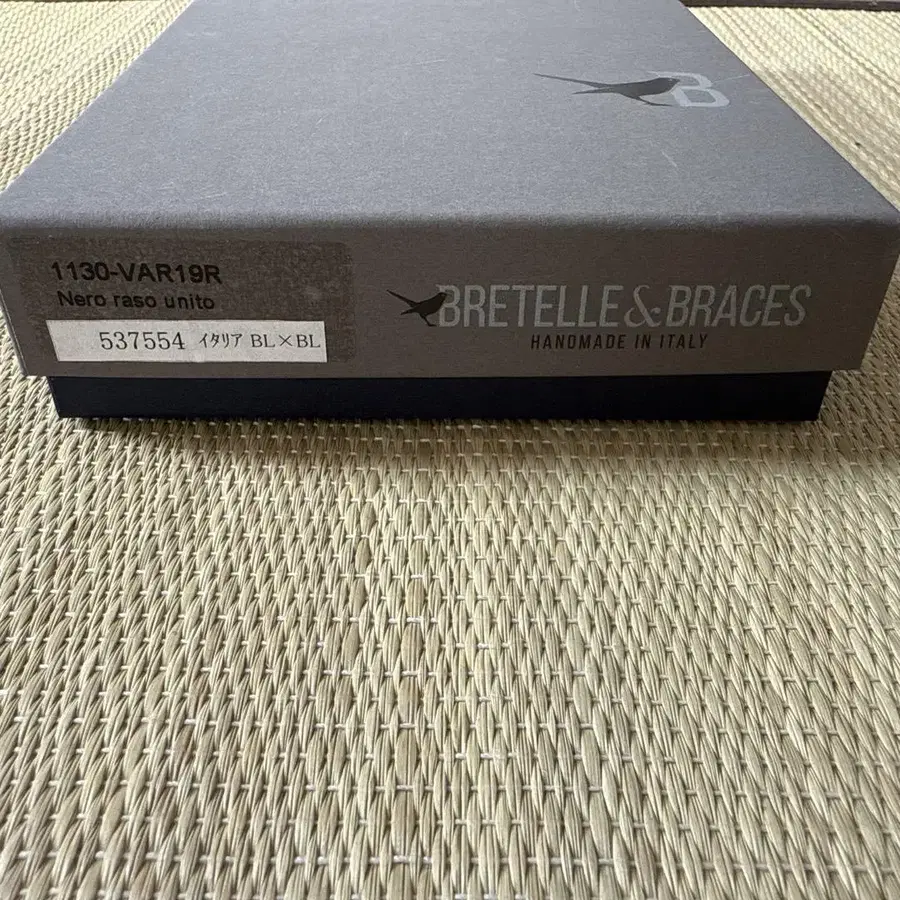 B
1130-VAR19R
Nero raso unito
537554 イタリア BL×BL
BRETELLE & BRACES
HANDMADE IN ITALY